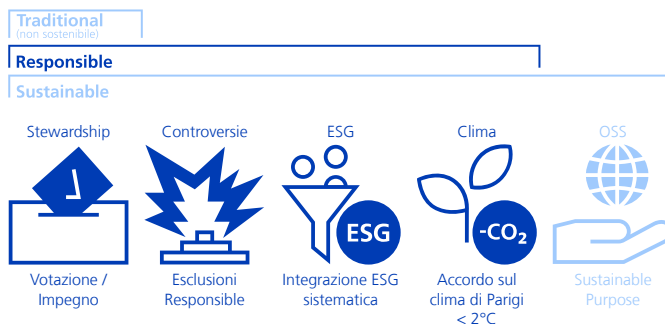 Traditional
(non sostenibile)
Responsible
Sustainable
Stewardship
Controversie
ESG
Clima
OSS
ESG
-CO₂
Votazione /
Impegno
Esclusioni
Responsible
Integrazione ESG
sistematica
Accordo sul
clima di Parigi
< 2°C
Sustainable
Purpose